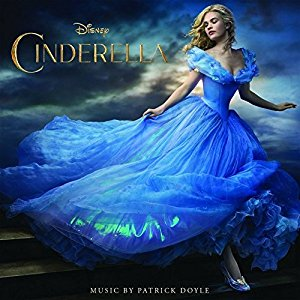 Disney
CINDERELLA
MUSIC BY PATRICK DOYLE